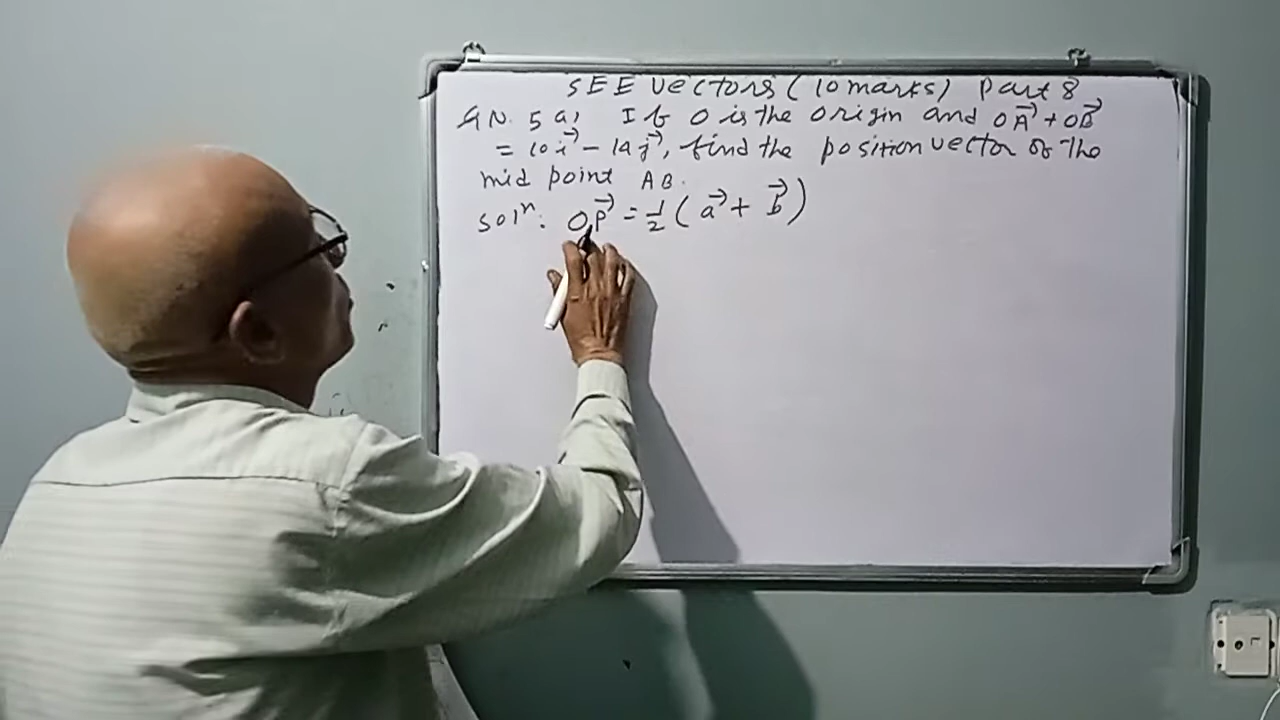 SEE vectors (10 marks) Part 8
G.N. 5 a, If O is the origin and OA⃗ + OB⃗
= 10i⃗ - 14j⃗, find the position vector of the
mid point AB.
Solⁿ: OP⃗ = 1/2 (a⃗ + b⃗)